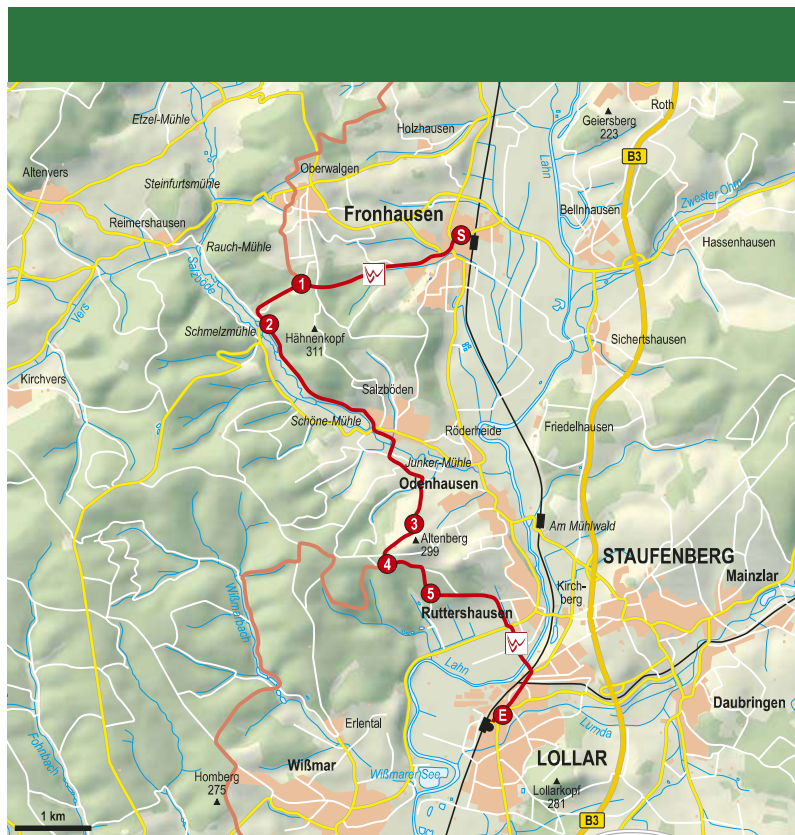 Etzel-Mühle
Holzhausen
Geiersberg
223
Roth
B3
Lahn
Altenvers
Steinfurtsmühle
Oberwalgen
Zwester Ohm
Fronhausen
Bellnhausen
Reimershausen
Rauch-Mühle
S
Hassenhausen
Salzböde
1
Vers
2
Schmelzmühle
Hähnenkopf
311
Sichertshausen
Kirchvers
Salzböden
Schöne-Mühle
Röderheide
Friedelhausen
Junker-Mühle
Odenhausen
3
Am Mühlwald
Altenberg
299
STAUFENBERG
4
Mainzlar
Wißmerbach
5
Kirch-
berg
Ruttershausen
Lahn
Daubringen
E
Erlental
Lumda
Fohnbach
Wißmar
LOLLAR
Wißmarer See
Homberg
275
Lollarkopf
281
1 km
B3